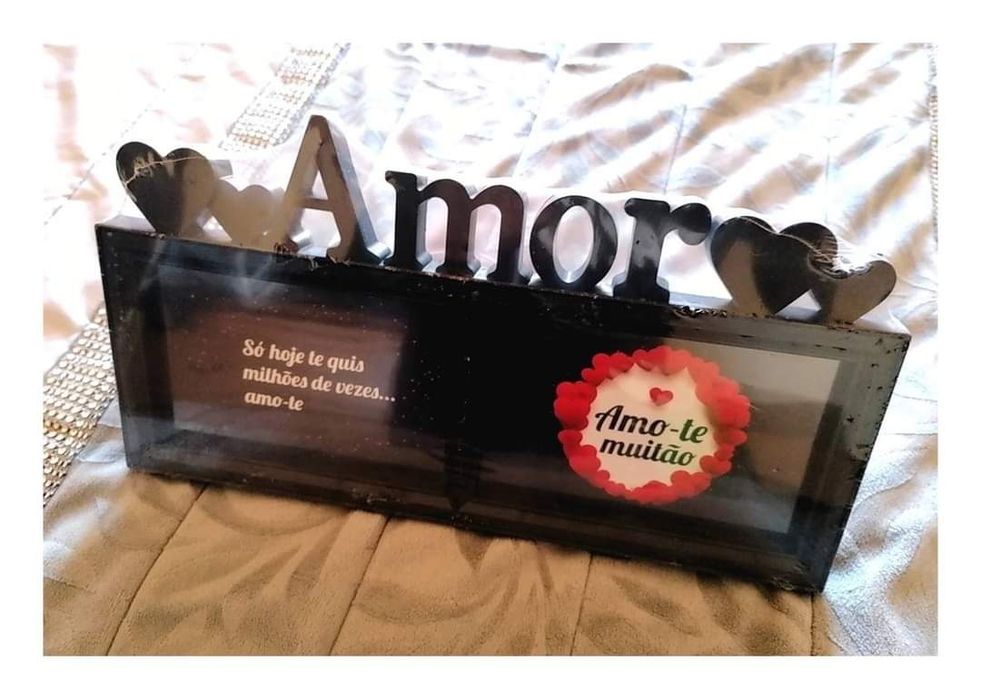 Amor
Só hoje te quis
milhões de vezes...
amo-te
Amo-te
muitão